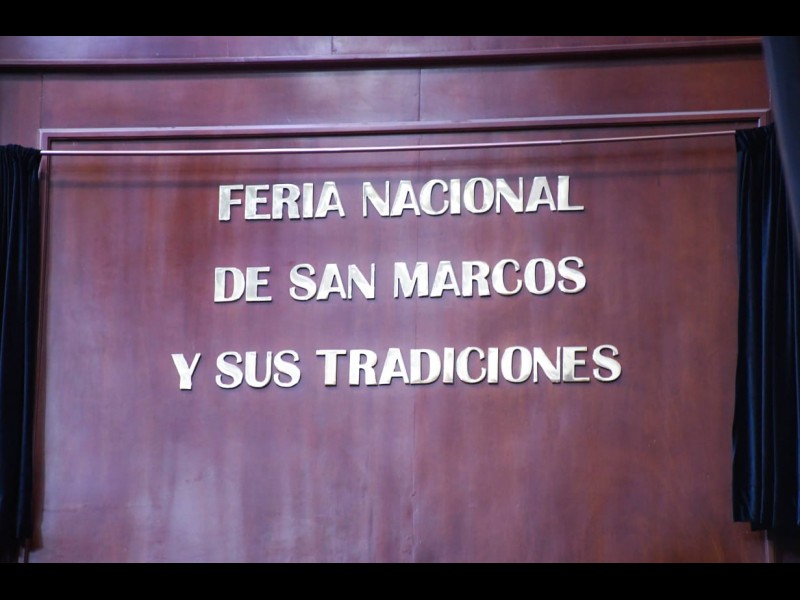 FERIA NACIONAL
DE SAN MARCOS
Y SUS TRADICIONES